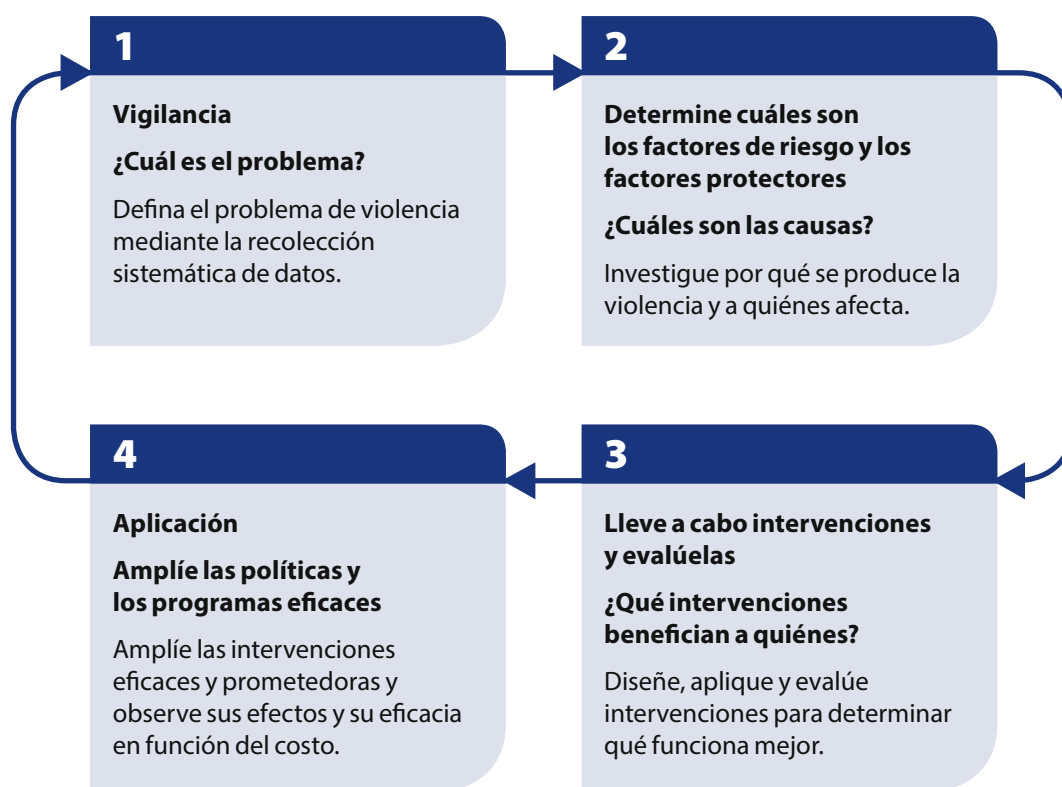 1
Vigilancia
¿Cuál es el problema?
Defina el problema de violencia
mediante la recolección
sistemática de datos.
2
Determine cuáles son
los factores de riesgo y los
factores protectores
¿Cuáles son las causas?
Investigue por qué se produce la
violencia y a quiénes afecta.
3
Lleve a cabo intervenciones
y evalúelas
¿Qué intervenciones
benefician a quiénes?
Diseñe, aplique y evalúe
intervenciones para determinar
qué funciona mejor.
4
Aplicación
Amplíe las políticas y
los programas eficaces
Amplíe las intervenciones
eficaces y prometedoras y
observe sus efectos y su eficacia
en función del costo.